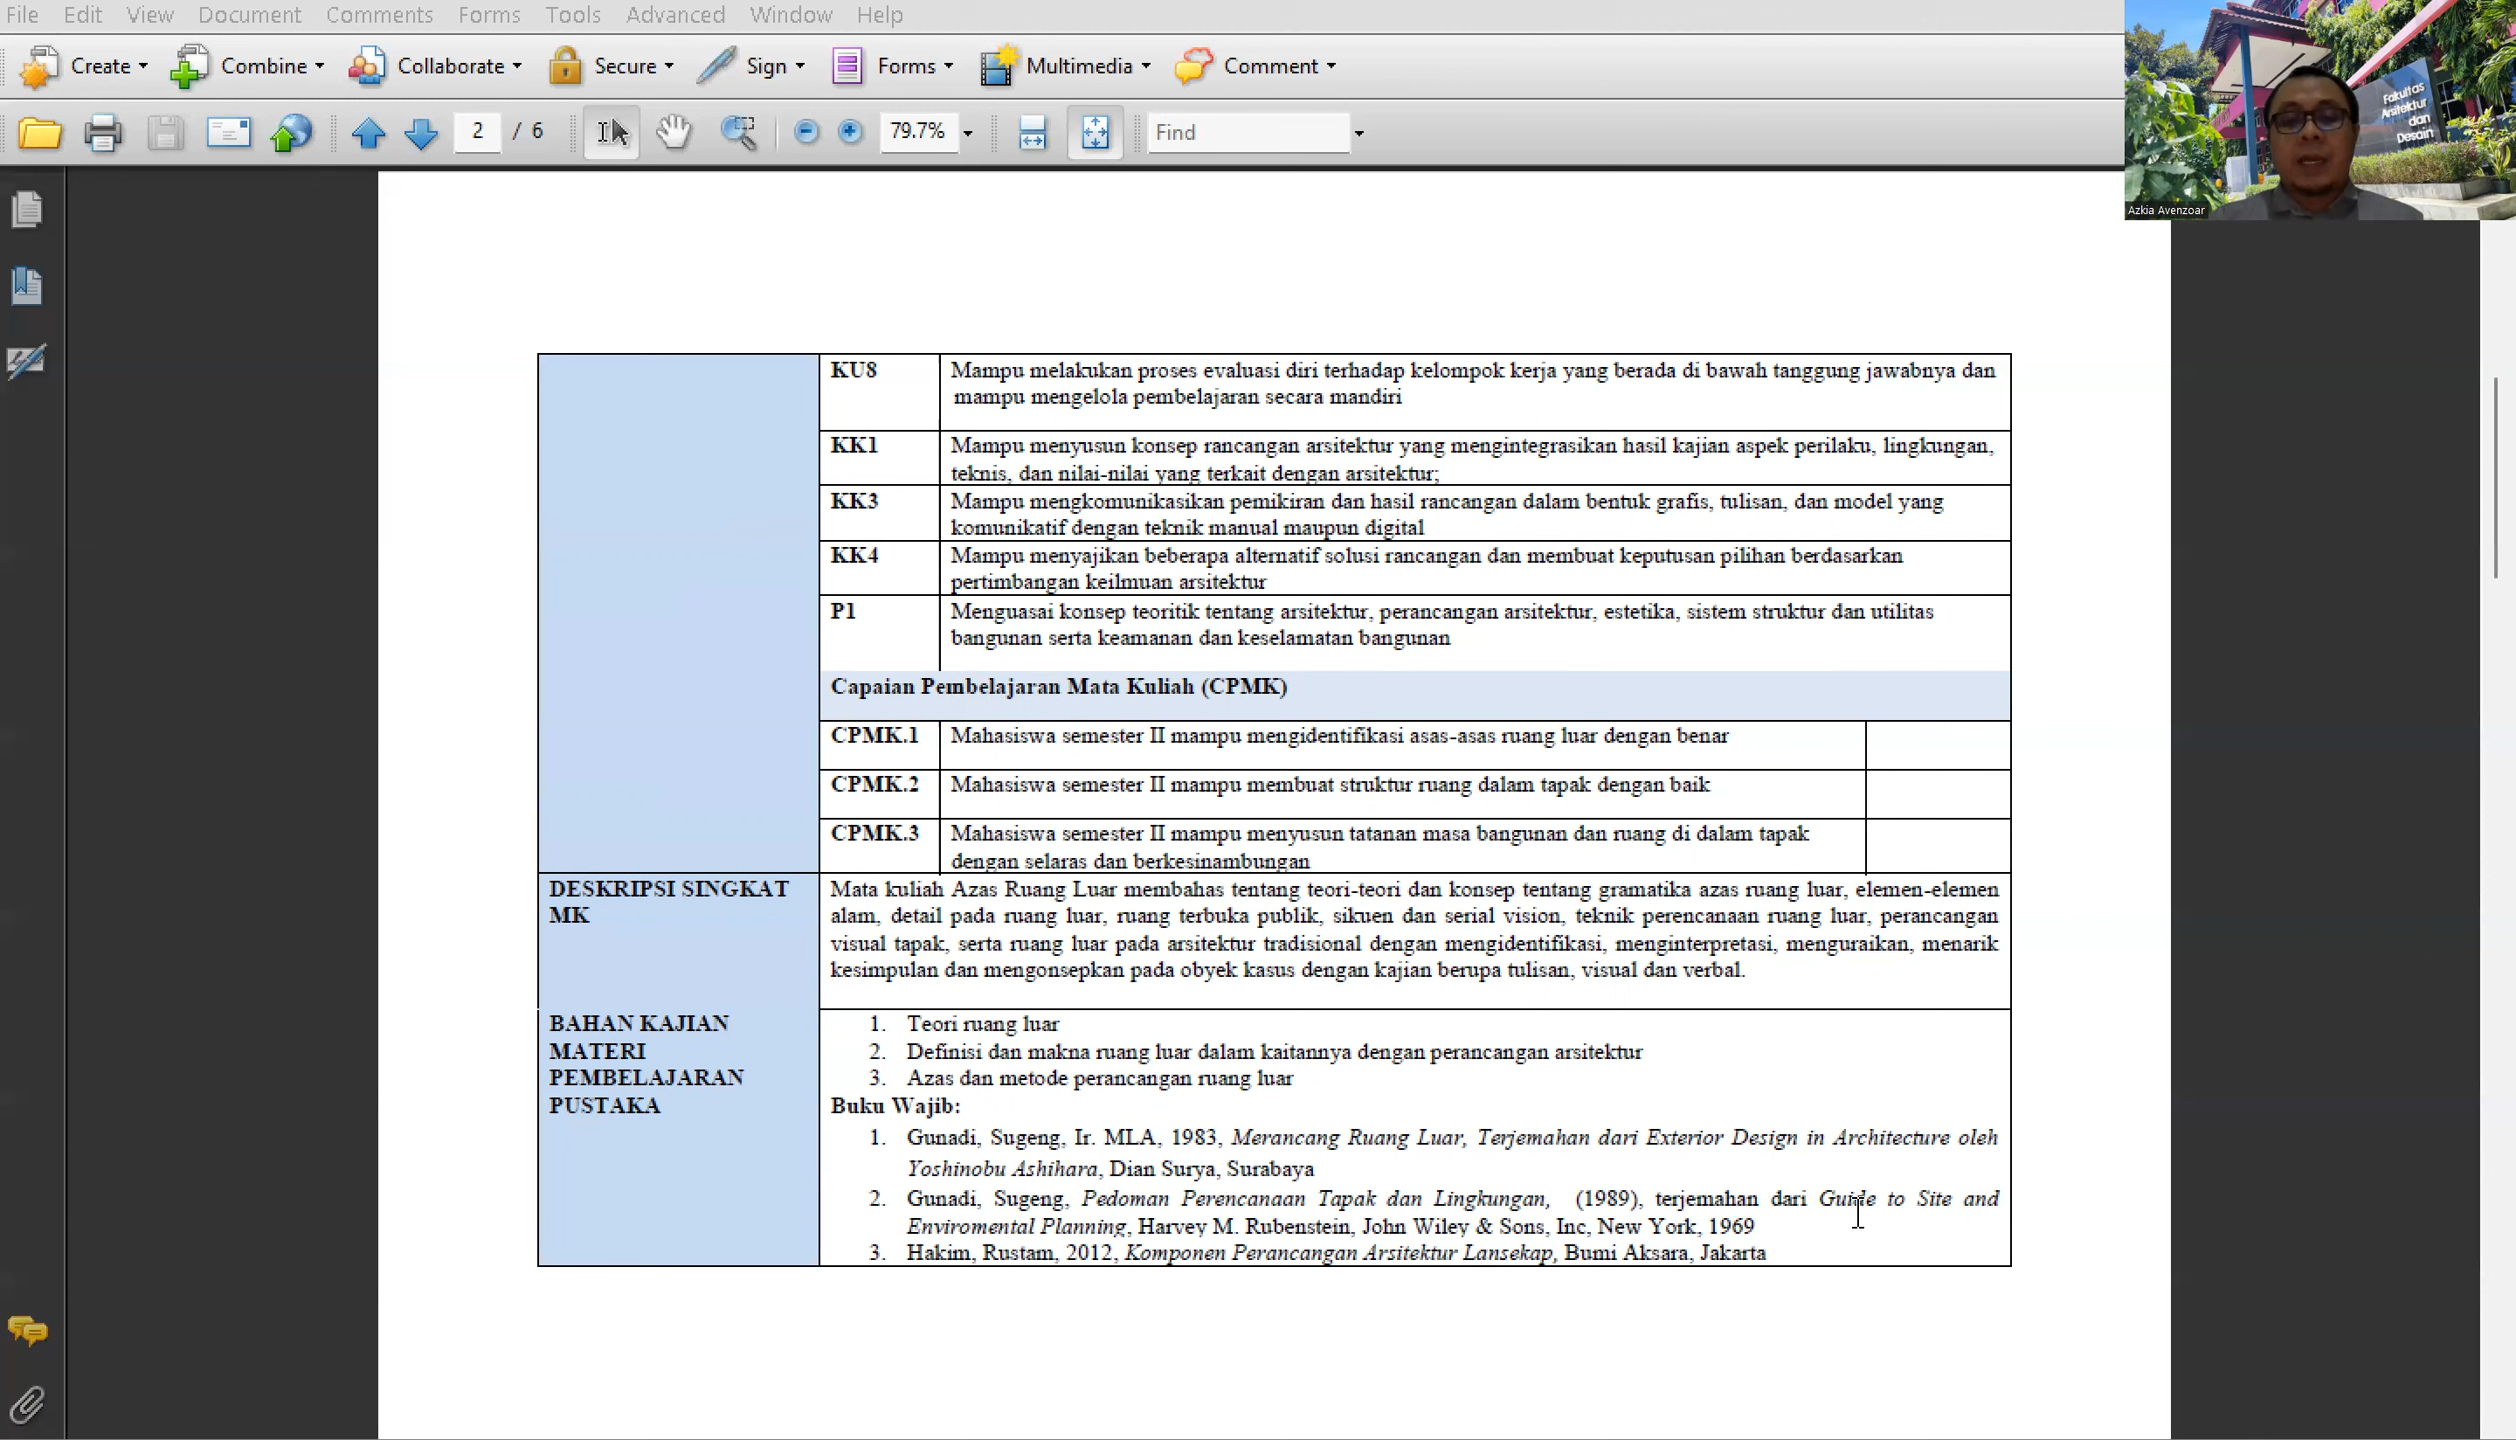 File Edit View Document Comments Forms Tools Advanced Window Help
Create Combine Collaborate Secure Sign Forms Multimedia Comment
2 / 6 79.7% Find
Fakultas
Arsitektur
dan
Desain
Azkia Avenzoar
KU8 Mampu melakukan proses evaluasi diri terhadap kelompok kerja yang berada di bawah tanggung jawabnya dan
mampu mengelola pembelajaran secara mandiri
KK1 Mampu menyusun konsep rancangan arsitektur yang mengintegrasikan hasil kajian aspek perilaku, lingkungan,
teknis, dan nilai-nilai yang terkait dengan arsitektur;
KK3 Mampu mengkomunikasikan pemikiran dan hasil rancangan dalam bentuk grafis, tulisan, dan model yang
komunikatif dengan teknik manual maupun digital
KK4 Mampu menyajikan beberapa alternatif solusi rancangan dan membuat keputusan pilihan berdasarkan
pertimbangan keilmuan arsitektur
P1 Menguasai konsep teoritik tentang arsitektur, perancangan arsitektur, estetika, sistem struktur dan utilitas
bangunan serta keamanan dan keselamatan bangunan
Capaian Pembelajaran Mata Kuliah (CPMK)
CPMK.1 Mahasiswa semester II mampu mengidentifikasi asas-asas ruang luar dengan benar
CPMK.2 Mahasiswa semester II mampu membuat struktur ruang dalam tapak dengan baik
CPMK.3 Mahasiswa semester II mampu menyusun tatanan masa bangunan dan ruang di dalam tapak
dengan selaras dan berkesinambungan
DESKRIPSI SINGKAT
MK
Mata kuliah Azas Ruang Luar membahas tentang teori-teori dan konsep tentang gramatika azas ruang luar, elemen-elemen
alam, detail pada ruang luar, ruang terbuka publik, sikuen dan serial vision, teknik perencanaan ruang luar, perancangan
visual tapak, serta ruang luar pada arsitektur tradisional dengan mengidentifikasi, menginterpretasi, menguraikan, menarik
kesimpulan dan mengonsepkan pada obyek kasus dengan kajian berupa tulisan, visual dan verbal.
BAHAN KAJIAN
MATERI
PEMBELAJARAN
PUSTAKA
1. Teori ruang luar
2. Definisi dan makna ruang luar dalam kaitannya dengan perancangan arsitektur
3. Azas dan metode perancangan ruang luar
Buku Wajib:
1. Gunadi, Sugeng, Ir. MLA, 1983, Merancang Ruang Luar, Terjemahan dari Exterior Design in Architecture oleh
Yoshinobu Ashihara, Dian Surya, Surabaya
2. Gunadi, Sugeng, Pedoman Perencanaan Tapak dan Lingkungan, (1989), terjemahan dari Guide to Site and
Enviromental Planning, Harvey M. Rubenstein, John Wiley & Sons, Inc, New York, 1969
3. Hakim, Rustam, 2012, Komponen Perancangan Arsitektur Lansekap, Bumi Aksara, Jakarta